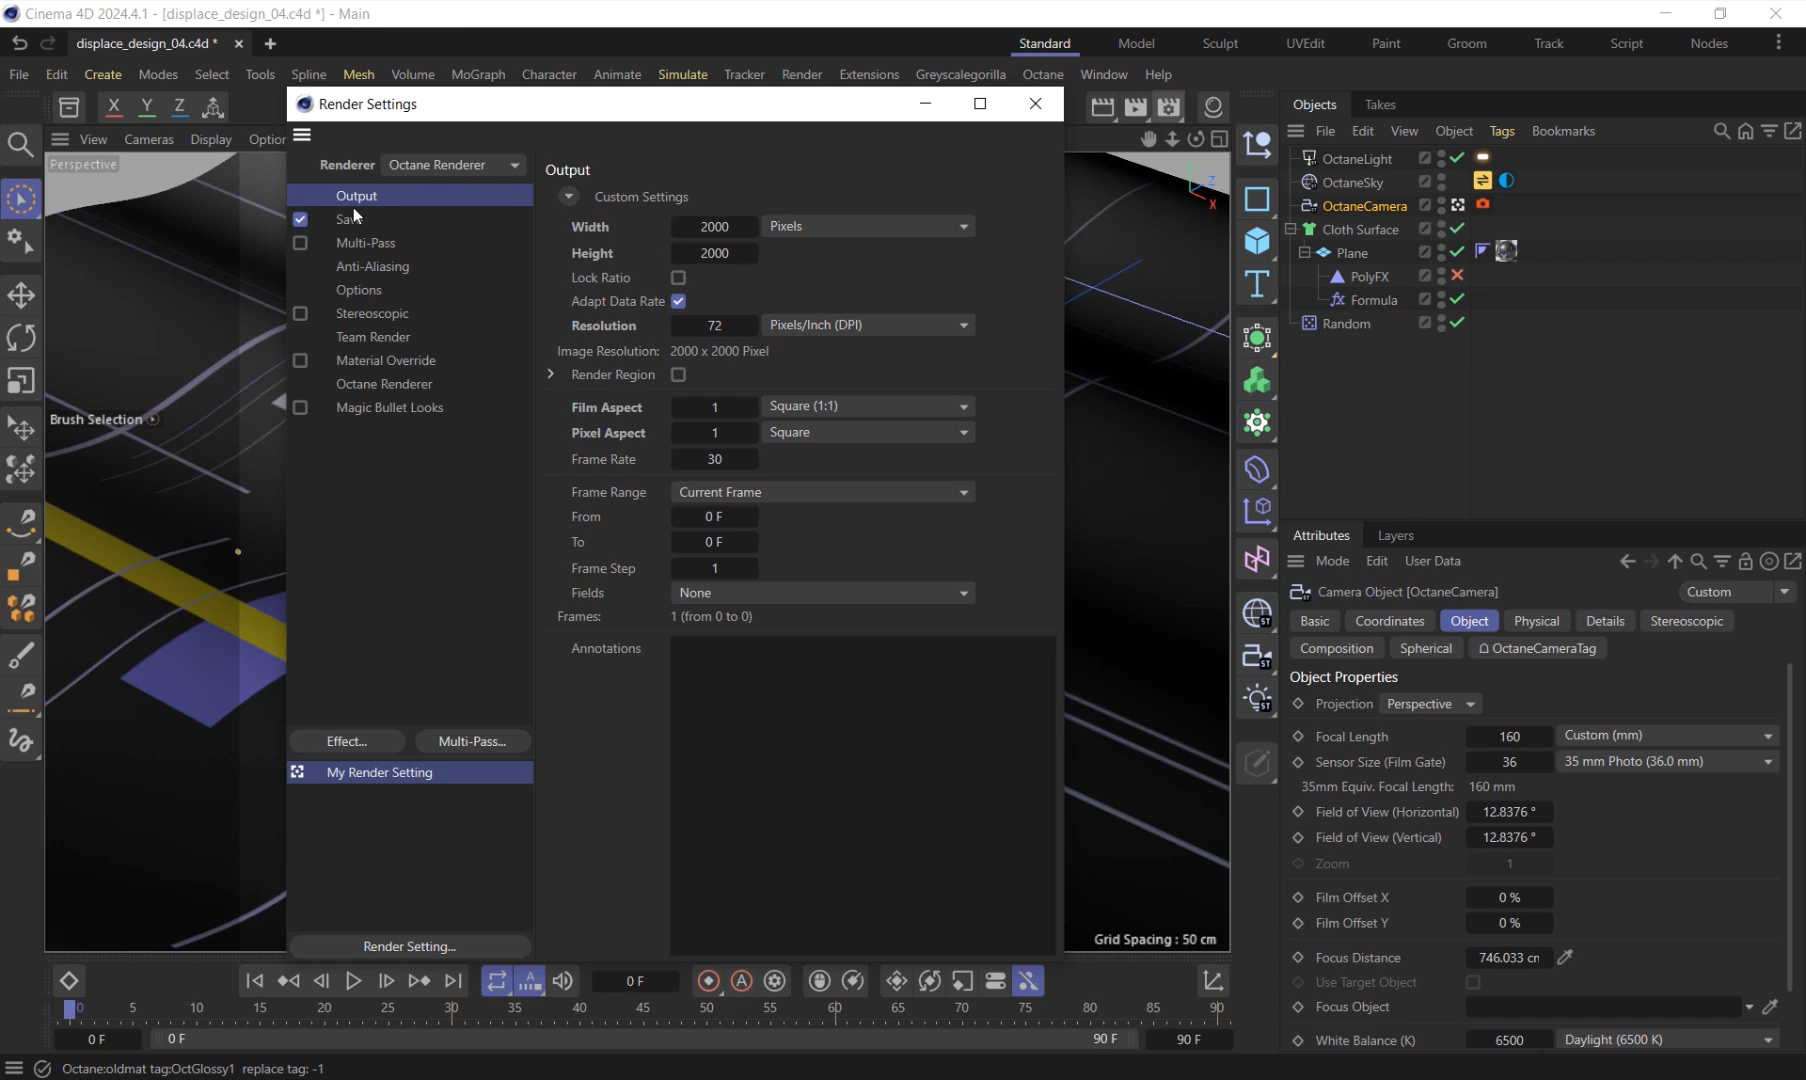 Cinema 4D 2024.4.1 - [displace_design_04.c4d *] - Main
displace_design_04.c4d * × +
Standard Model Sculpt UVEdit Paint Groom Track Script Nodes
File Edit Create Modes Select Tools Spline Mesh Volume MoGraph Character Animate Simulate Tracker Render Extensions Greyscalegorilla Octane Window Help
X Y Z
Render Settings
View Cameras Display Option
Perspective
Brush Selection
Renderer Octane Renderer
Output
Save
Multi-Pass
Anti-Aliasing
Options
Stereoscopic
Team Render
Material Override
Octane Renderer
Magic Bullet Looks
Effect... Multi-Pass...
My Render Setting
Render Setting...
Output
Custom Settings
Width 2000 Pixels
Height 2000
Lock Ratio
Adapt Data Rate
Resolution 72 Pixels/Inch (DPI)
Image Resolution: 2000 x 2000 Pixel
Render Region
Film Aspect 1 Square (1:1)
Pixel Aspect 1 Square
Frame Rate 30
Frame Range Current Frame
From 0 F
To 0 F
Frame Step 1
Fields None
Frames: 1 (from 0 to 0)
Annotations
Y Z X
Grid Spacing : 50 cm
Objects Takes
File Edit View Object Tags Bookmarks
OctaneLight
OctaneSky
OctaneCamera
Cloth Surface
Plane
PolyFX
Formula
Random
Attributes Layers
Mode Edit User Data
Camera Object [OctaneCamera] Custom
Basic Coordinates Object Physical Details Stereoscopic
Composition Spherical OctaneCameraTag
Object Properties
Projection Perspective
Focal Length 160 Custom (mm)
Sensor Size (Film Gate) 36 35 mm Photo (36.0 mm)
35mm Equiv. Focal Length: 160 mm
Field of View (Horizontal) 12.8376 °
Field of View (Vertical) 12.8376 °
Zoom 1
Film Offset X 0 %
Film Offset Y 0 %
Focus Distance 746.033 cm
Use Target Object
Focus Object
White Balance (K) 6500 Daylight (6500 K)
0 F
0 5 10 15 20 25 30 35 40 45 50 55 60 65 70 75 80 85 90
0 F 0 F 90 F 90 F
Octane:oldmat tag:OctGlossy1 replace tag: -1